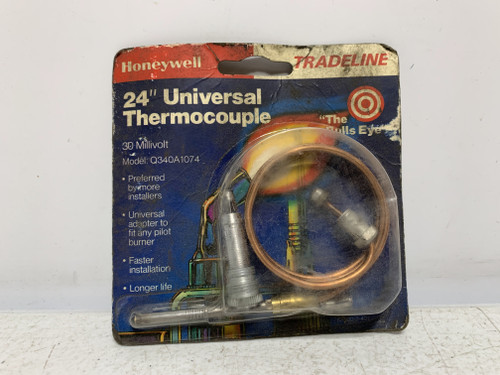 Honeywell
TRADELINE
24" Universal
Thermocouple
"The
Bulls Eye"
30 Millivolt
Model: Q340A1074
• Preferred
by more
installers
• Universal
adapter to
fit any pilot
burner
• Faster
installation
• Longer life